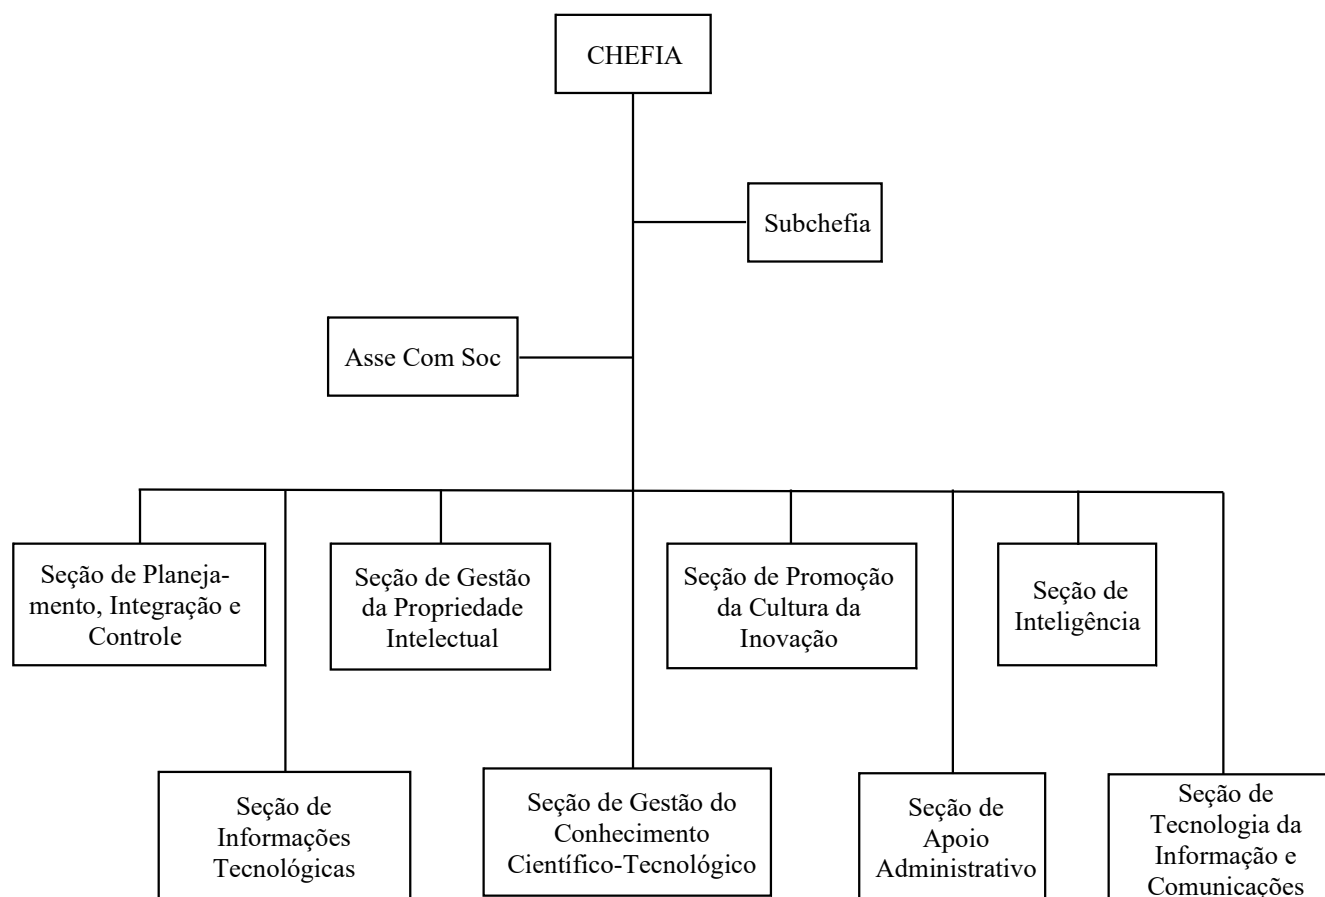 CHEFIA
Subchefia
Asse Com Soc
Seção de Planeja-
mento, Integração e
Controle
Seção de Gestão
da Propriedade
Intelectual
Seção de Promoção
da Cultura da
Inovação
Seção de
Inteligência
Seção de
Informações
Tecnológicas
Seção de Gestão do
Conhecimento
Científico-Tecnológico
Seção de
Apoio
Administrativo
Seção de
Tecnologia da
Informação e
Comunicações